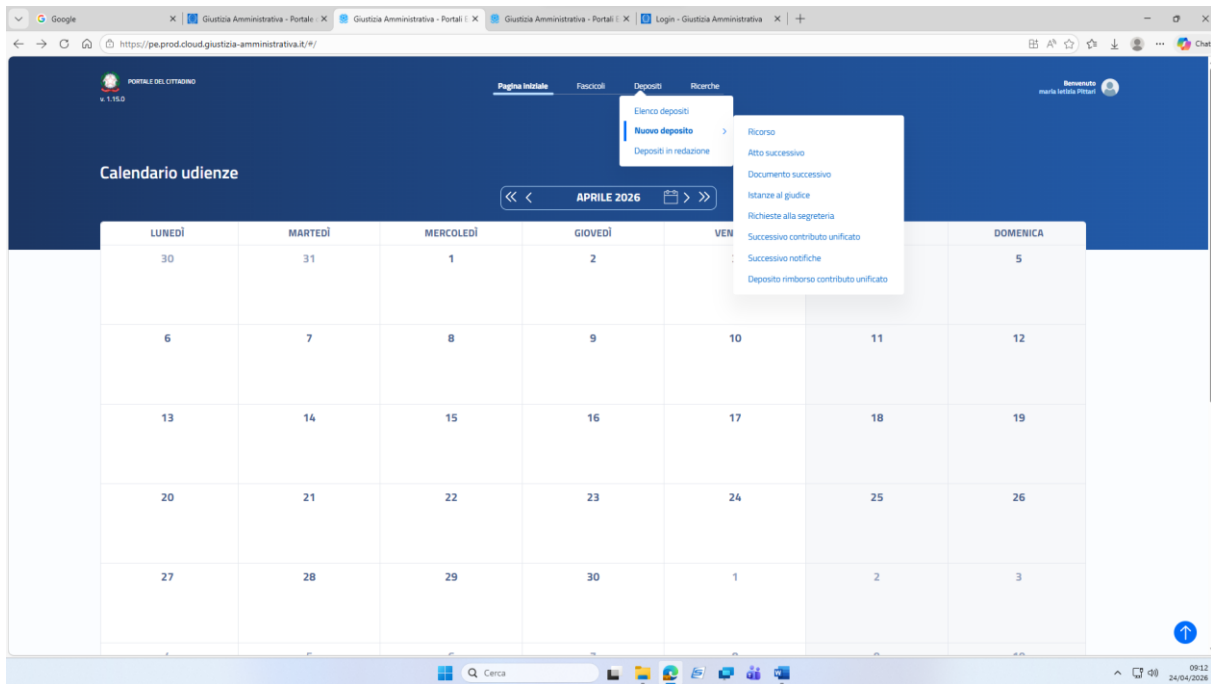 Google
Giustizia Amministrativa - Portale
Giustizia Amministrativa - Portali
Giustizia Amministrativa - Portali
Login - Giustizia Amministrativa
https://pe.prod.cloud.giustizia-amministrativa.it/#/
Chat
PORTALE DEL CITTADINO
v. 1.15.0
Pagina Iniziale Fascicoli Depositi Ricerche
Benvenuto
maria letizia Pittari
Elenco depositi
Nuovo deposito
Depositi in redazione
Ricorso
Atto successivo
Documento successivo
Istanze al giudice
Richieste alla segreteria
Successivo contributo unificato
Successivo notifiche
Deposito rimborso contributo unificato
Calendario udienze
APRILE 2026
LUNEDÌ MARTEDÌ MERCOLEDÌ GIOVEDÌ VEN DOMENICA
30 31 1 2 5
6 7 8 9 10 11 12
13 14 15 16 17 18 19
20 21 22 23 24 25 26
27 28 29 30 1 2 3
Cerca
09:12
24/04/2026